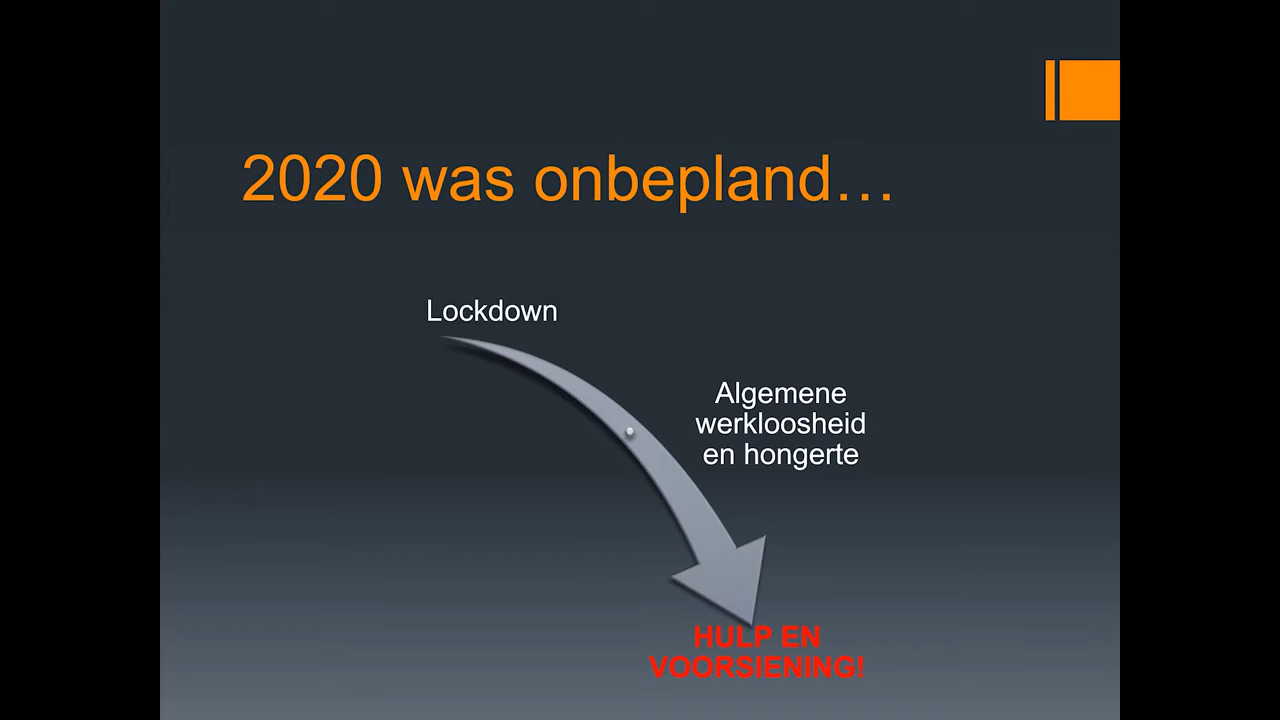 2020 was onbepland…
Lockdown
Algemene
werkloosheid
en hongerte
HULP EN
VOORSIENING!